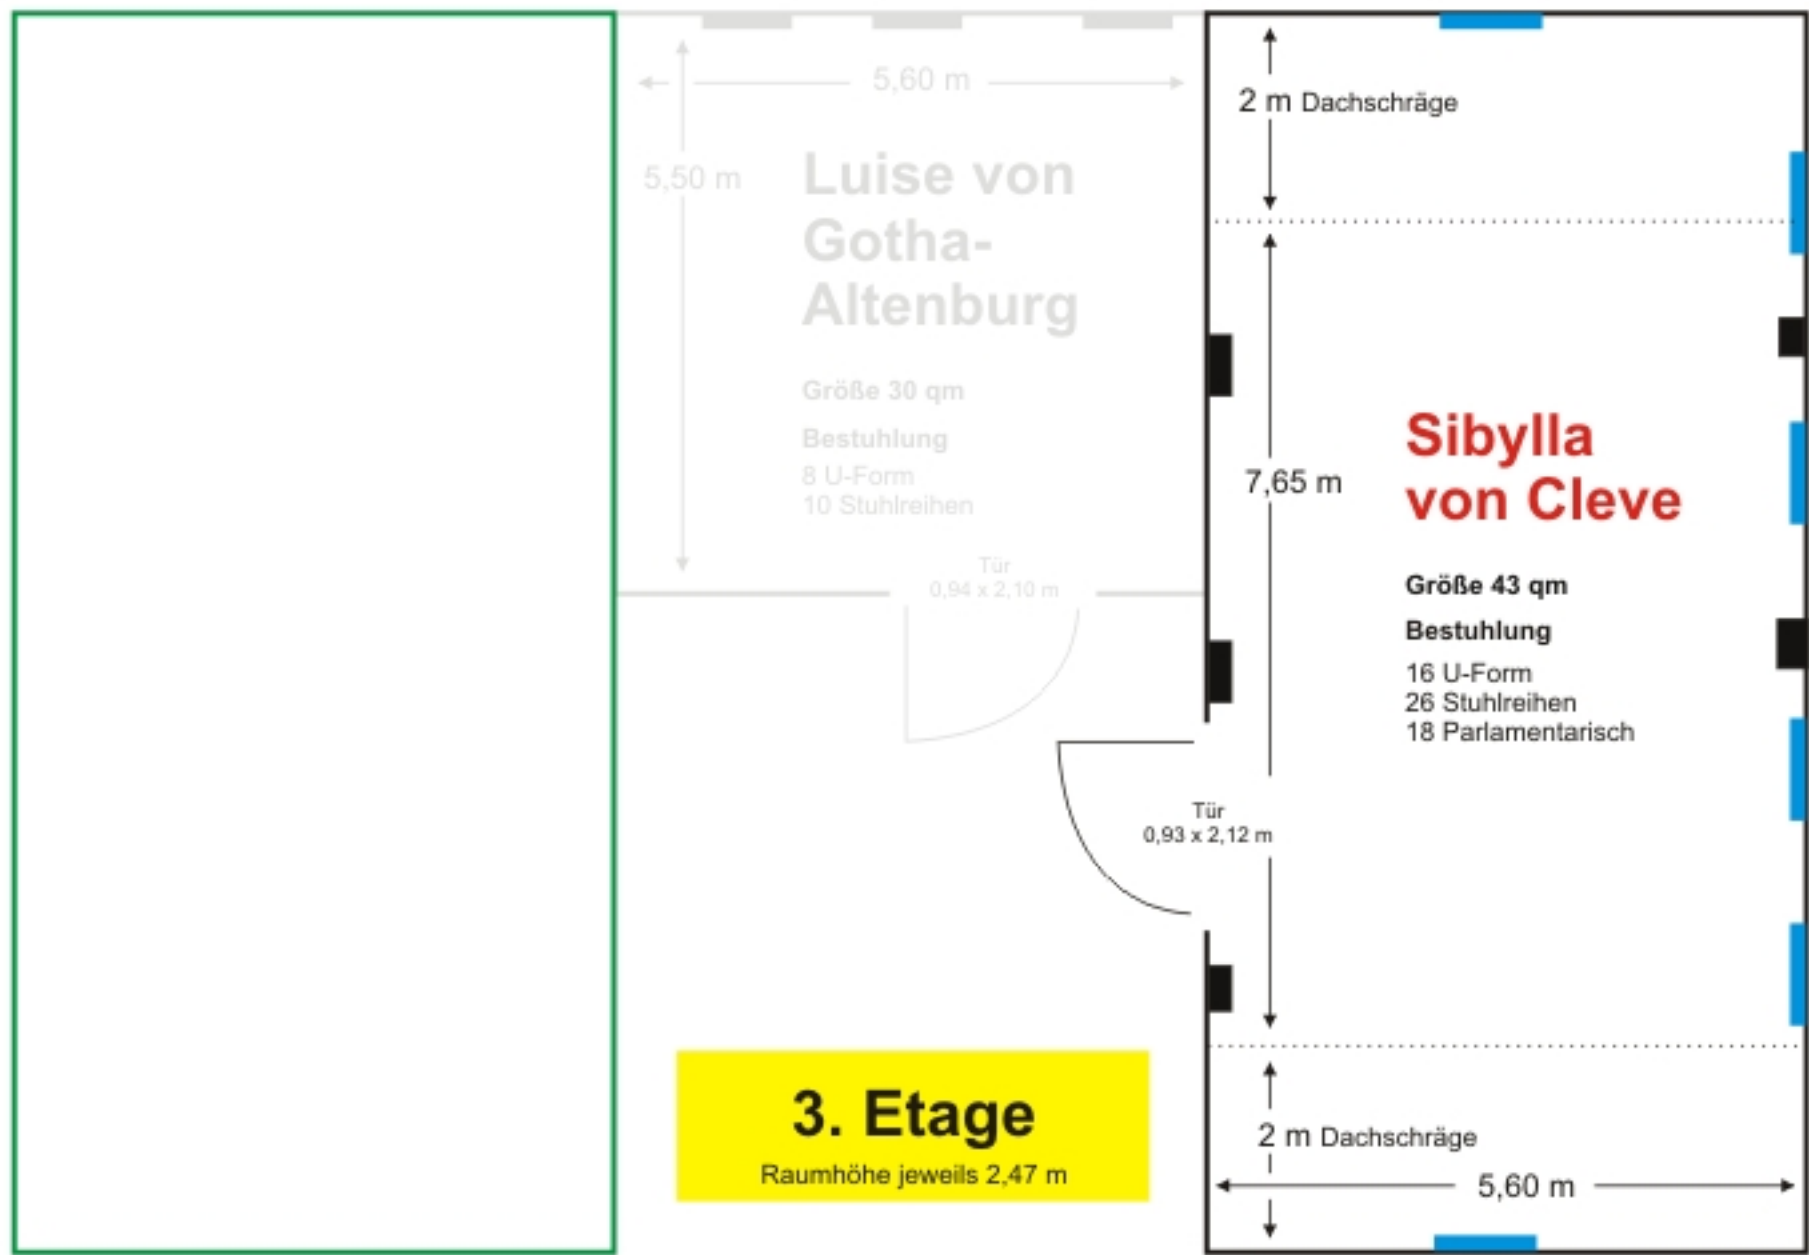 5,60 m
5,50 m
Luise von
Gotha-
Altenburg
Größe 30 qm
Bestuhlung
8 U-Form
10 Stuhlreihen
Tür
0,94 x 2,10 m
2 m Dachschräge
7,65 m
Sibylla
von Cleve
Größe 43 qm
Bestuhlung
16 U-Form
26 Stuhlreihen
18 Parlamentarisch
Tür
0,93 x 2,12 m
3. Etage
Raumhöhe jeweils 2,47 m
2 m Dachschräge
5,60 m